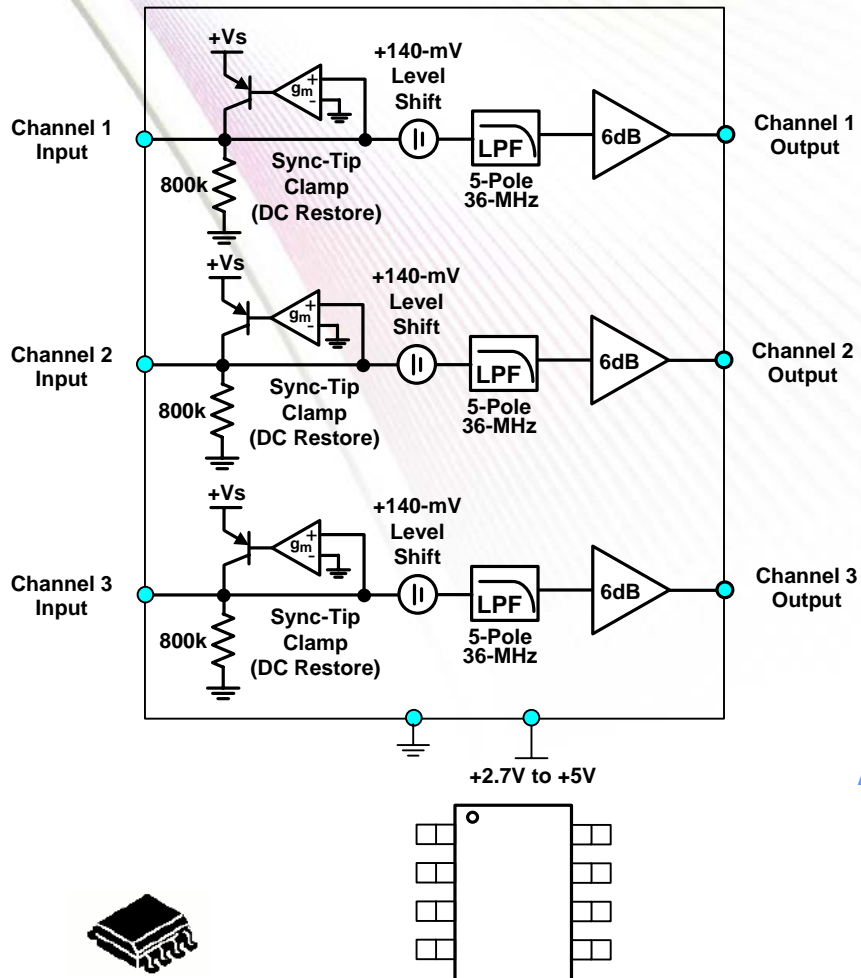 +Vs
+140-mV
Level
Shift
gm
+
-
Channel 1
Input
Channel 1
Output
LPF
6dB
800k
Sync-Tip
Clamp
(DC Restore)
5-Pole
36-MHz
+Vs
+140-mV
Level
Shift
gm
+
-
Channel 2
Input
Channel 2
Output
LPF
6dB
800k
Sync-Tip
Clamp
(DC Restore)
5-Pole
36-MHz
+Vs
+140-mV
Level
Shift
gm
+
-
Channel 3
Input
Channel 3
Output
LPF
6dB
800k
Sync-Tip
Clamp
(DC Restore)
5-Pole
36-MHz
+2.7V to +5V